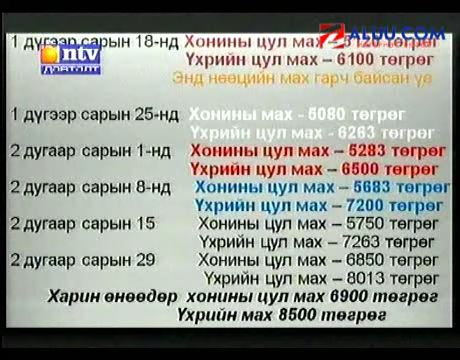 ALUU.COM
ntv
ДАВТАЛТ
1 дүгээр сарын 18-нд Хонины цул мах – 5120 төгрөг
Үхрийн цул мах – 6100 төгрөг
Энд нөөцийн мах гарч байсан үе
1 дүгээр сарын 25-нд Хонины мах - 5080 төгрөг
Үхрийн цул мах - 6263 төгрөг
2 дугаар сарын 1-нд Хонины цул мах – 5283 төгрөг
Үхрийн цул мах – 6500 төгрөг
2 дугаар сарын 8-нд Хонины цул мах – 5683 төгрөг
Үхрийн цул мах – 7200 төгрөг
2 дугаар сарын 15 Хонины цул мах – 5750 төгрөг
Үхрийн цул мах – 7263 төгрөг
2 дугаар сарын 29 Хонины цул мах – 6850 төгрөг
Үхрийн цул мах – 8013 төгрөг
Харин өнөөдөр хонины цул мах 6900 төгрөг
Үхрийн мах 8500 төгрөг